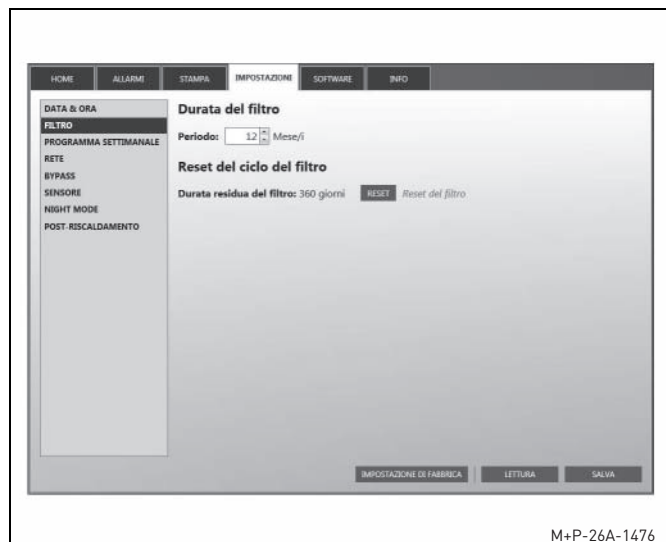 HOME ALLARMI STAMPA IMPOSTAZIONI SOFTWARE INFO
DATA & ORA
FILTRO
PROGRAMMA SETTIMANALE
RETE
BYPASS
SENSORE
NIGHT MODE
POST-RISCALDAMENTO
Durata del filtro
Periodo: 12 Mese/i
Reset del ciclo del filtro
Durata residua del filtro: 360 giorni RESET Reset del filtro
IMPOSTAZIONE DI FABBRICA LETTURA SALVA
M+P-26A-1476